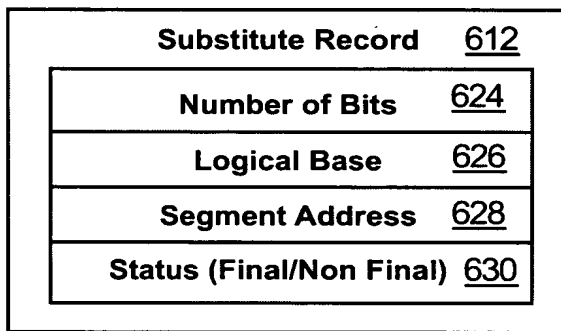 Substitute Record 612
Number of Bits 624
Logical Base 626
Segment Address 628
Status (Final/Non Final) 630